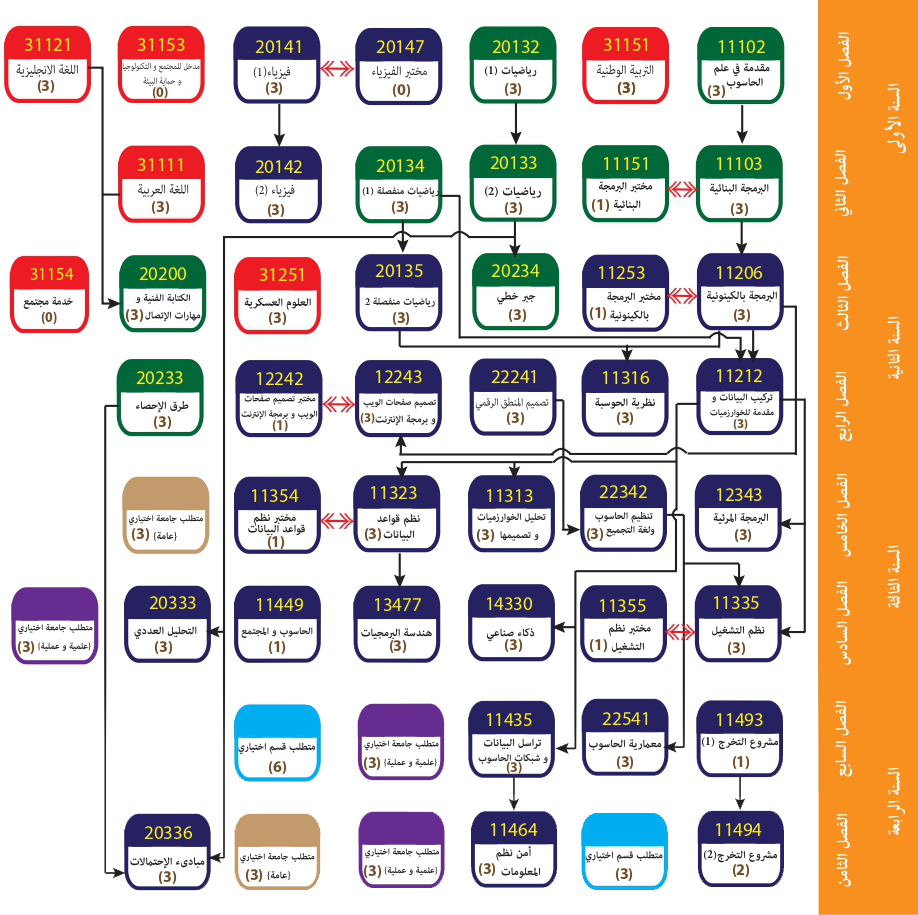 السنة الأولى
الفصل الأول
11102
مقدمة في علم
الحاسوب (3)
31151
التربية الوطنية
(3)
20132
رياضيات (1)
(3)
20147
مختبر الفيزياء
(0)
20141
فيزياء(1)
(3)
31153
مدخل للمجتمع و التكنولوجيا
و حماية البيئة
(0)
31121
اللغة الانجليزية
(3)
الفصل الثاني
11103
البرمجة البنائية
(3)
11151
مختبر البرمجة
البنائية (1)
20133
رياضيات (2)
(3)
20134
رياضيات منفصلة (1)
(3)
20142
فيزياء (2)
(3)
31111
اللغة العربية
(3)
السنة الثانية
الفصل الثالث
11206
البرمجة بالكينونية
(3)
11253
مختبر البرمجة
بالكينونية (1)
20234
جبر خطي
(3)
20135
رياضيات منفصلة 2
(3)
31251
العلوم العسكرية
(3)
20200
الكتابة الفنية و
مهارات الإتصال (3)
31154
خدمة مجتمع
(0)
الفصل الرابع
11212
تركيب البيانات و
مقدمة للخوارزميات
(3)
11316
نظرية الحوسبة
(3)
22241
تصميم المنطق الرقمي
(3)
12243
تصميم صفحات الويب
و برمجة الإنترنت (3)
12242
مختبر تصميم صفحات
الويب و برمجة الإنترنت
(1)
20233
طرق الإحصاء
(3)
السنة الثالثة
الفصل الخامس
12343
البرمجة المرئية
(3)
22342
تنظيم الحاسوب
ولغة التجميع (3)
11313
تحليل الخوارزميات
و تصميمها (3)
11323
نظم قواعد
البيانات (3)
11354
مختبر نظم
قواعد البيانات
(1)
متطلب جامعة اختياري
{عامة} (3)
الفصل السادس
11335
نظم التشغيل
(3)
11355
مختبر نظم
التشغيل (1)
14330
ذكاء صناعي
(3)
13477
هندسة البرمجيات
(3)
11449
الحاسوب و المجتمع
(1)
20333
التحليل العددي
(3)
متطلب جامعة اختياري
{علمية و عملية} (3)
السنة الرابعة
الفصل السابع
11493
مشروع التخرج (1)
(1)
22541
معمارية الحاسوب
(3)
11435
تراسل البيانات
و شبكات الحاسوب
(3)
متطلب جامعة اختياري
{علمية و عملية} (3)
متطلب قسم اختياري
(6)
الفصل الثامن
11494
مشروع التخرج(2)
(2)
متطلب قسم اختياري
(3)
11464
أمن نظم
المعلومات (3)
متطلب جامعة اختياري
{علمية و عملية} (3)
متطلب جامعة اختياري
{عامة} (3)
20336
مبادىء الإحتمالات
(3)